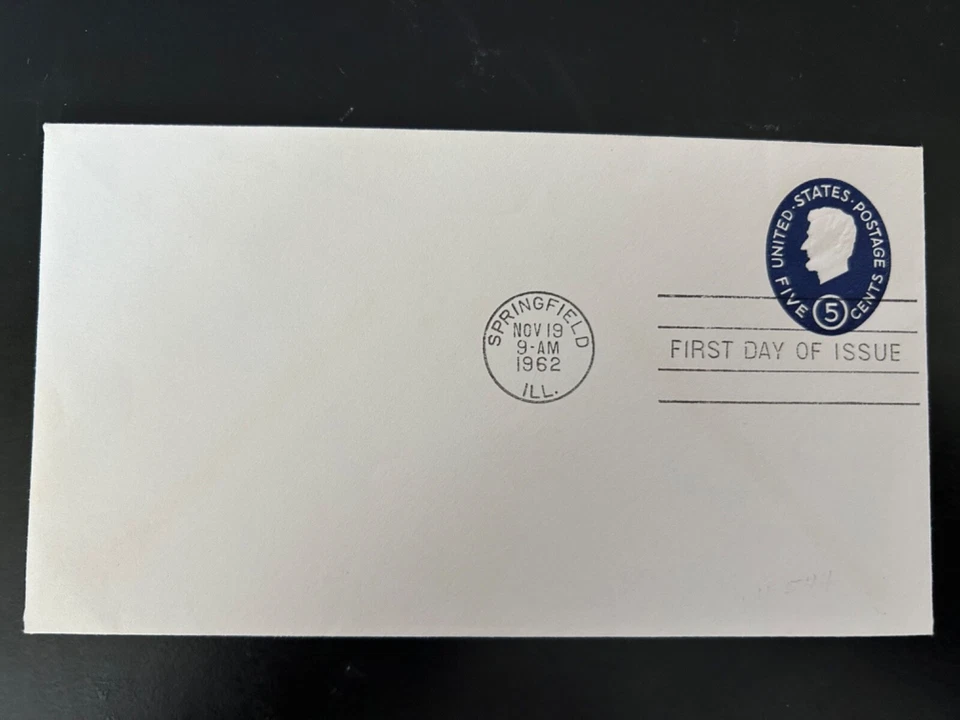 UNITED·STATES·POSTAGE
FIVE 5 CENTS
SPRINGFIELD
NOV 19
9-AM
1962
ILL.
FIRST DAY OF ISSUE